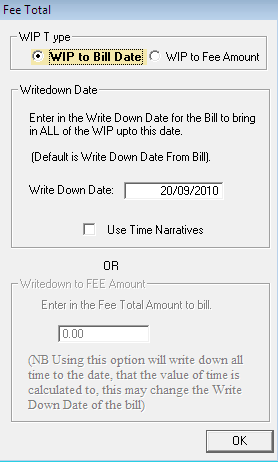 Fee Total
WIP T ype
WIP to Bill Date
WIP to Fee Amount
Writedown Date
Enter in the Write Down Date for the Bill to bring
in ALL of the WIP upto this date.
(Default is Write Down Date From Bill).
Write Down Date:
20/09/2010
Use Time Narratives
OR
Writedown to FEE Amount
Enter in the Fee Total Amount to bill.
0.00
(NB Using this option will write down all
time to the date, that the value of time is
calculated to, this may change the Write
Down Date of the bill)
OK